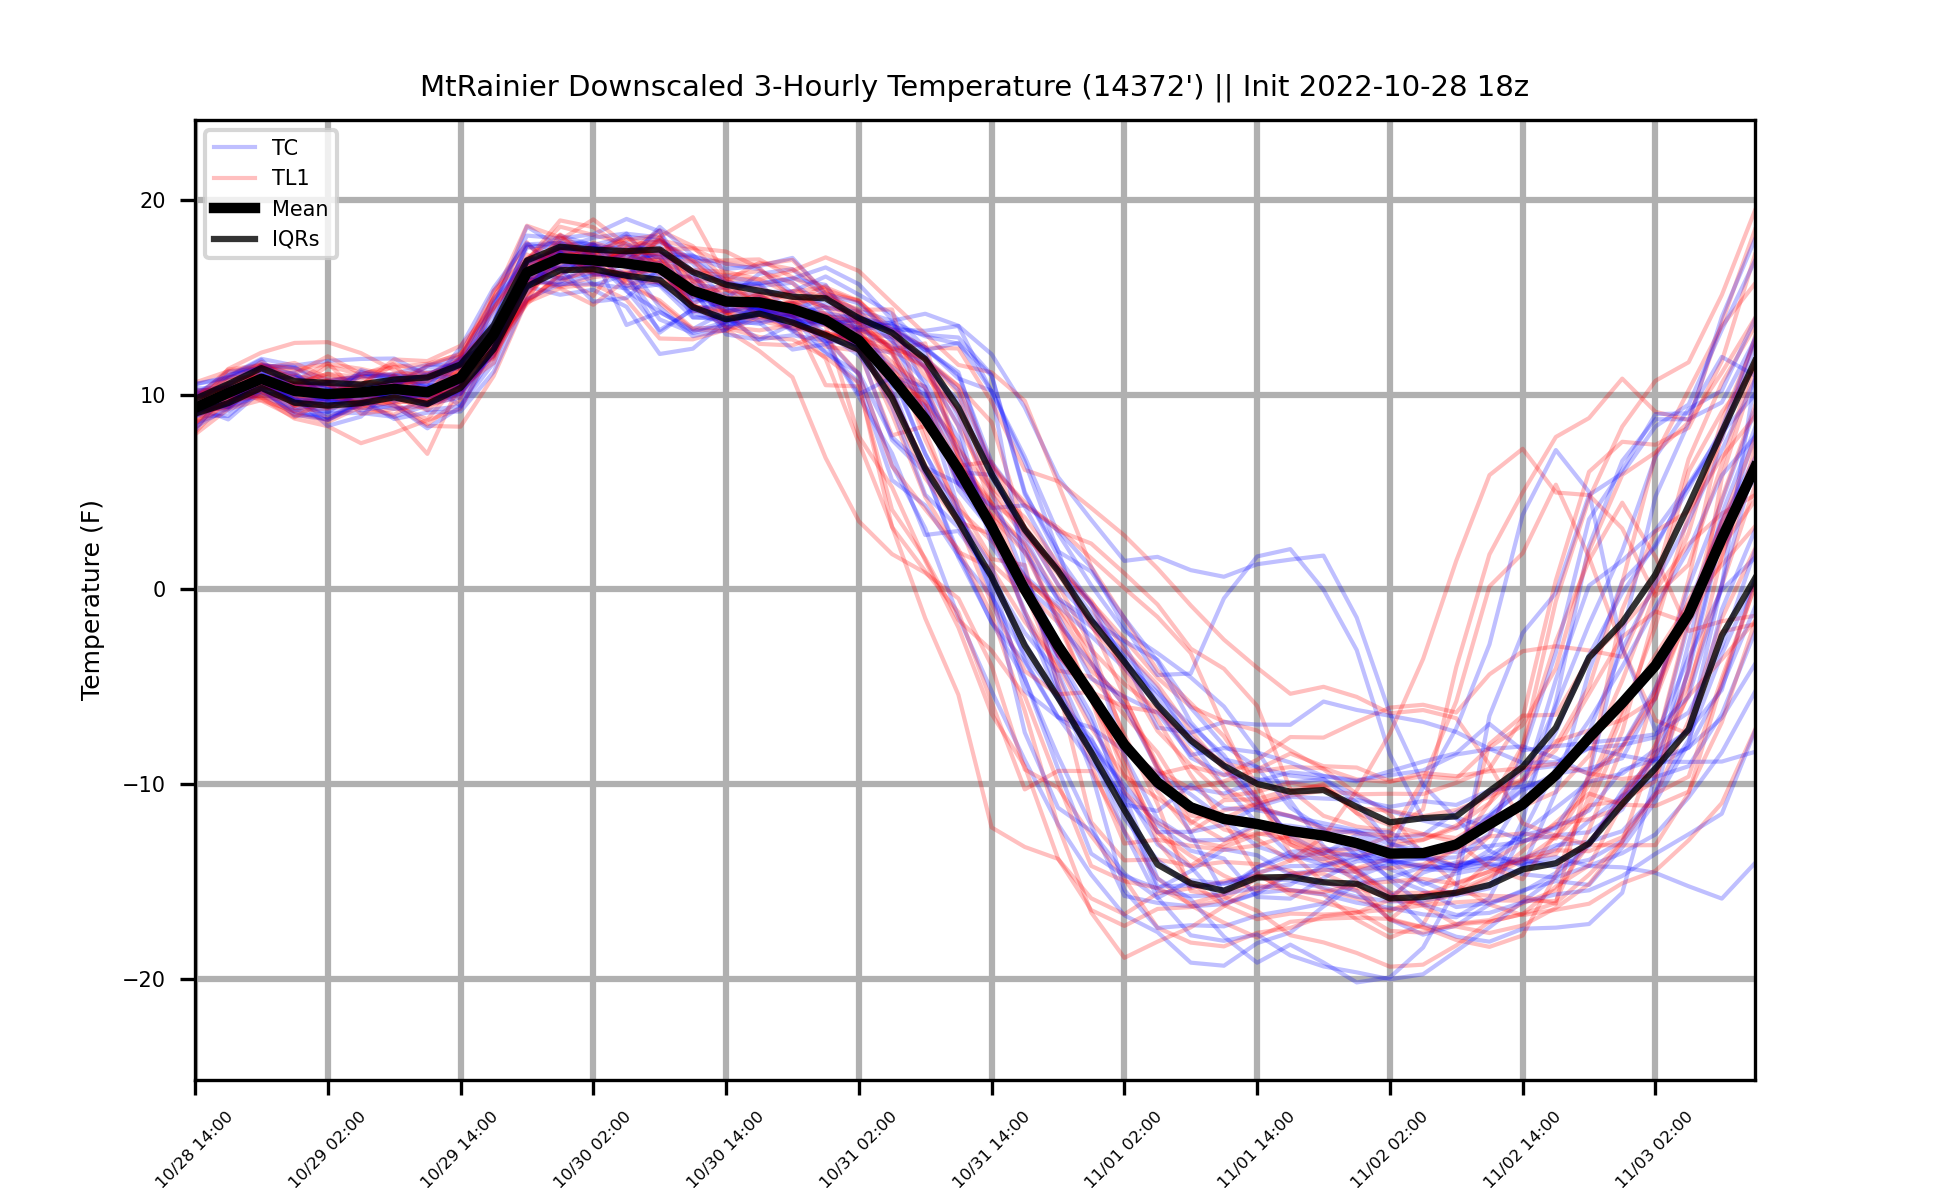 MtRainier Downscaled 3-Hourly Temperature (14372') || Init 2022-10-28 18z
TC
TL1
Mean
IQRs
Temperature (F)
20
10
0
−10
−20
10/28 14:00
10/29 02:00
10/29 14:00
10/30 02:00
10/30 14:00
10/31 02:00
10/31 14:00
11/01 02:00
11/01 14:00
11/02 02:00
11/02 14:00
11/03 02:00